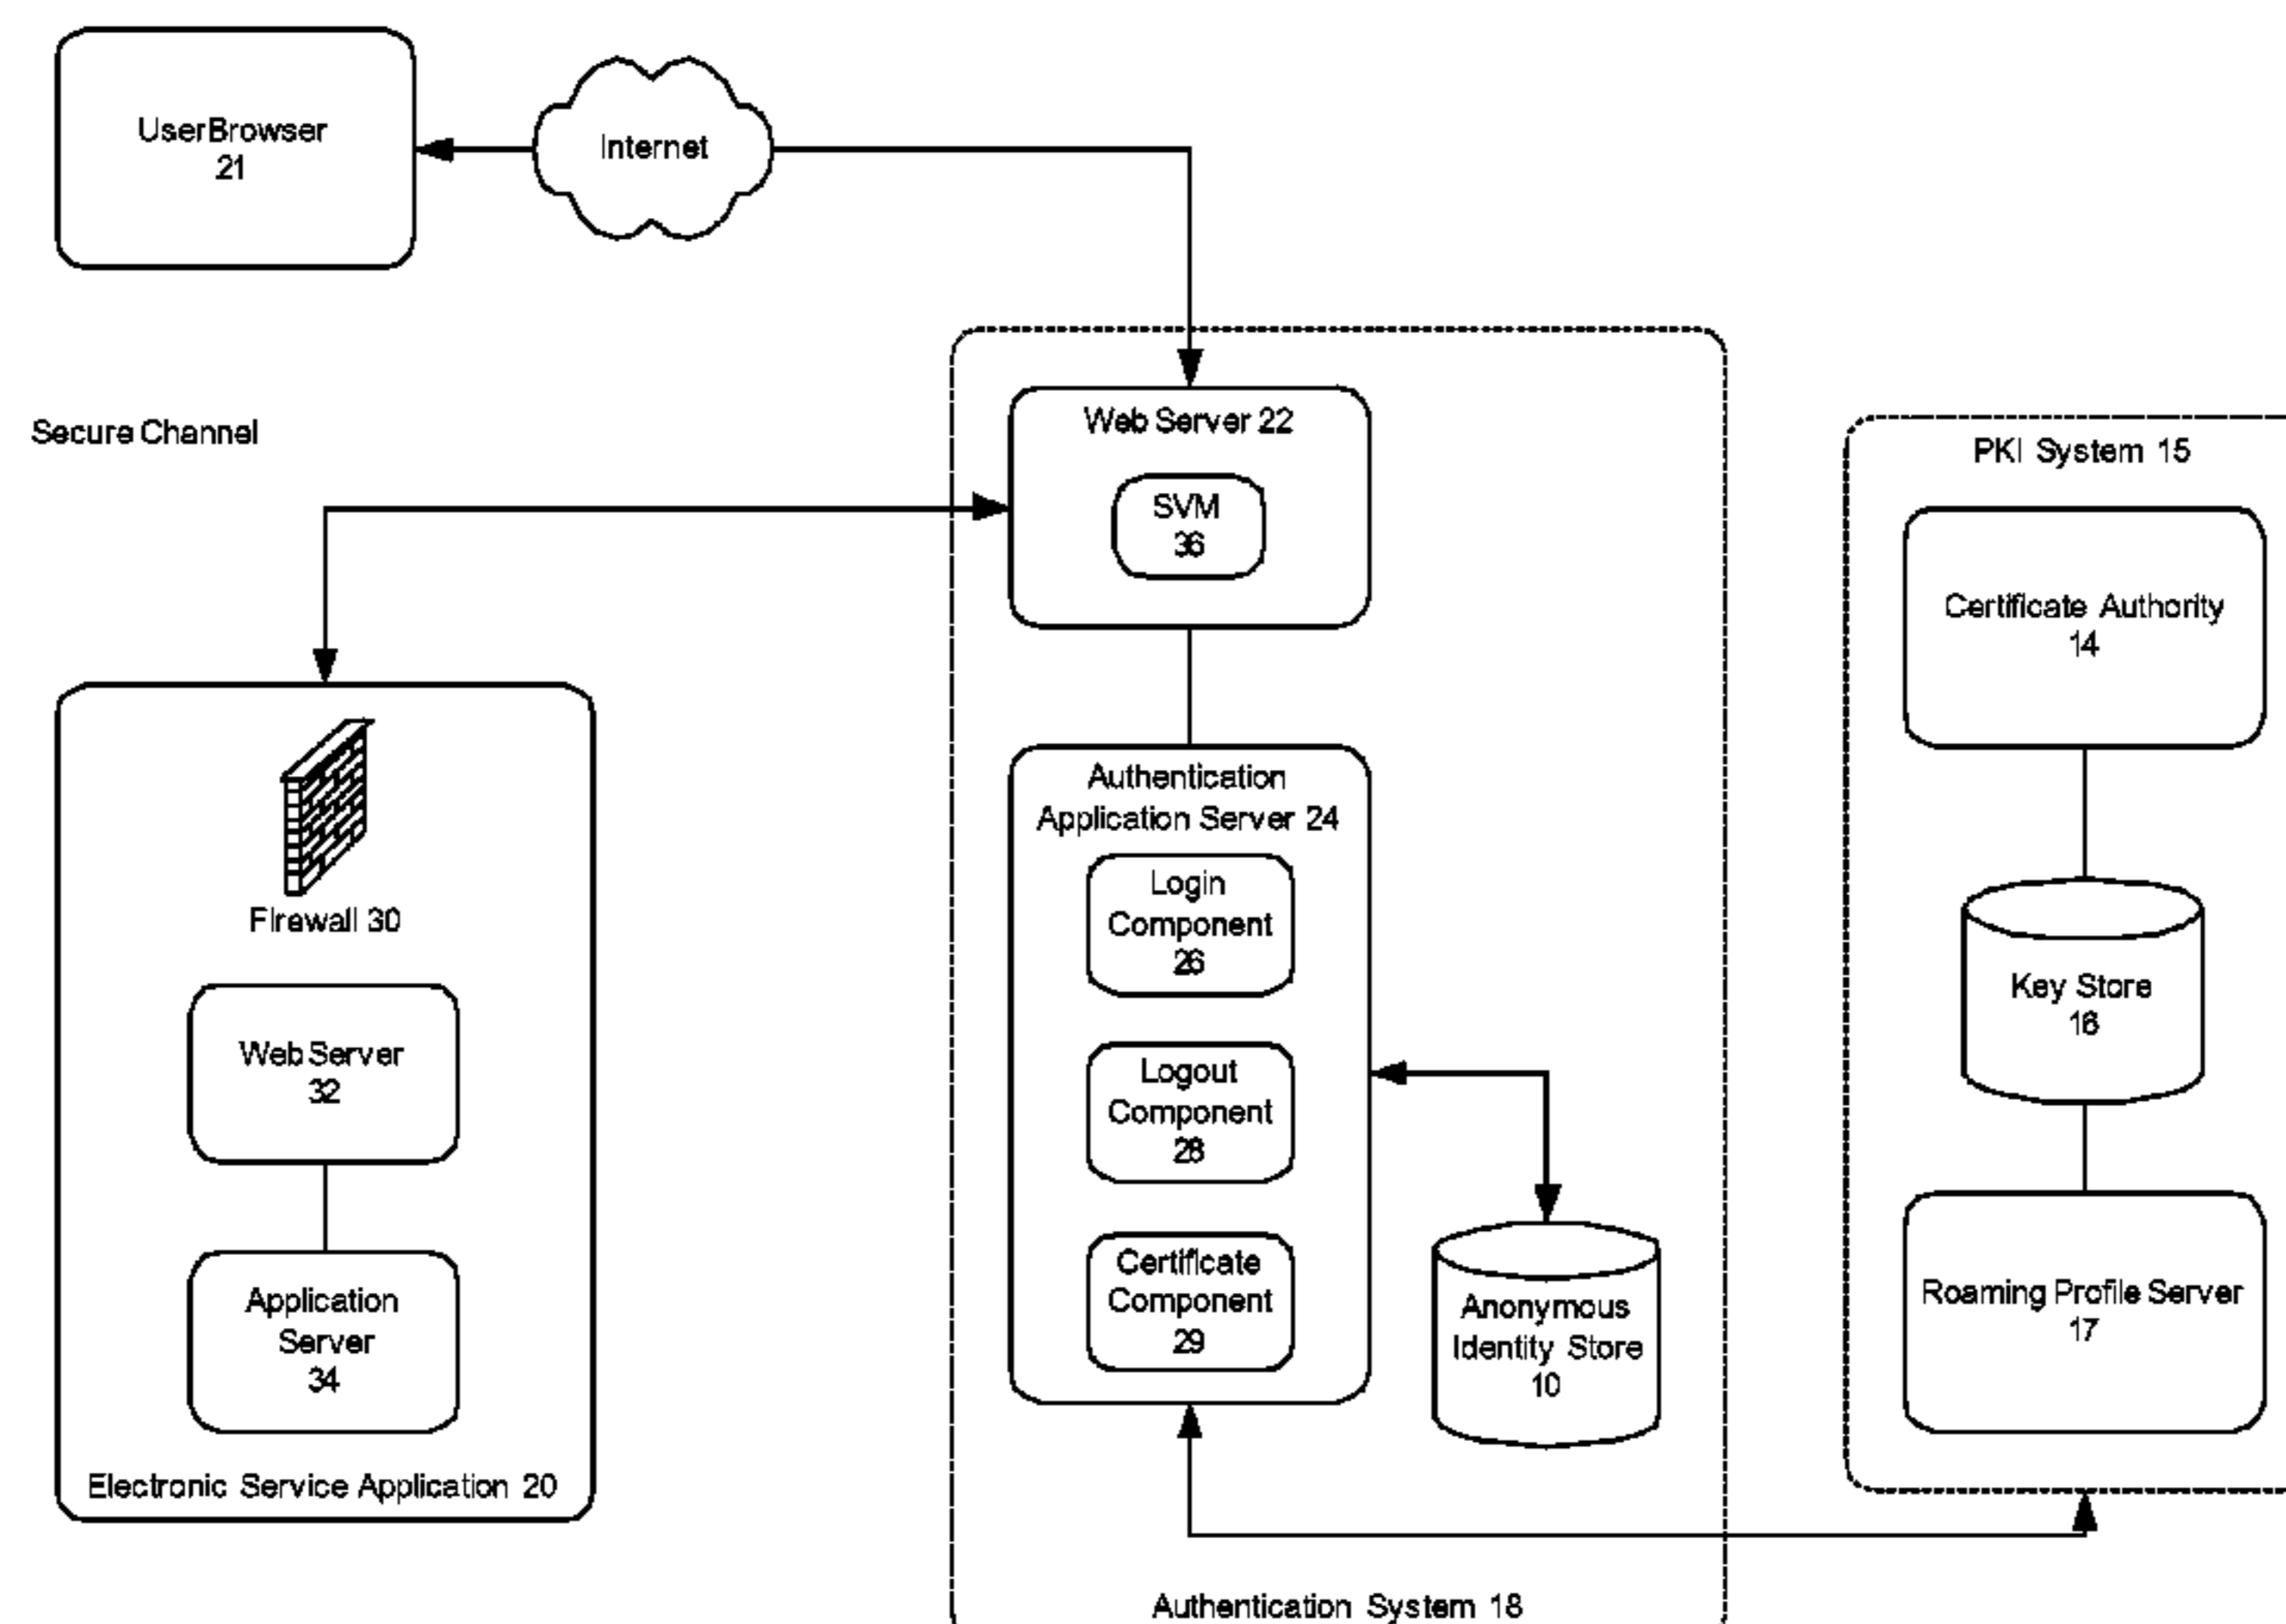 UserBrowser
21
Internet
Secure Channel
Web Server 22
SVM
36
PKI System 15
Certificate Authority
14
Authentication
Application Server 24
Login
Component
26
Firewall 30
Key Store
16
Web Server
32
Logout
Component
28
Certificate
Component
29
Application
Server
34
Anonymous
Identity Store
10
Roaming Profile Server
17
Electronic Service Application 20
Authentication System 18